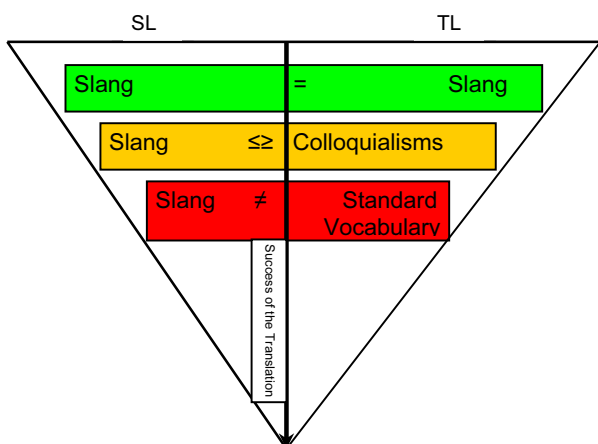 SL TL
Slang = Slang
Slang ≤≥ Colloquialisms
Slang ≠ Standard
Vocabulary
Success of the Translation